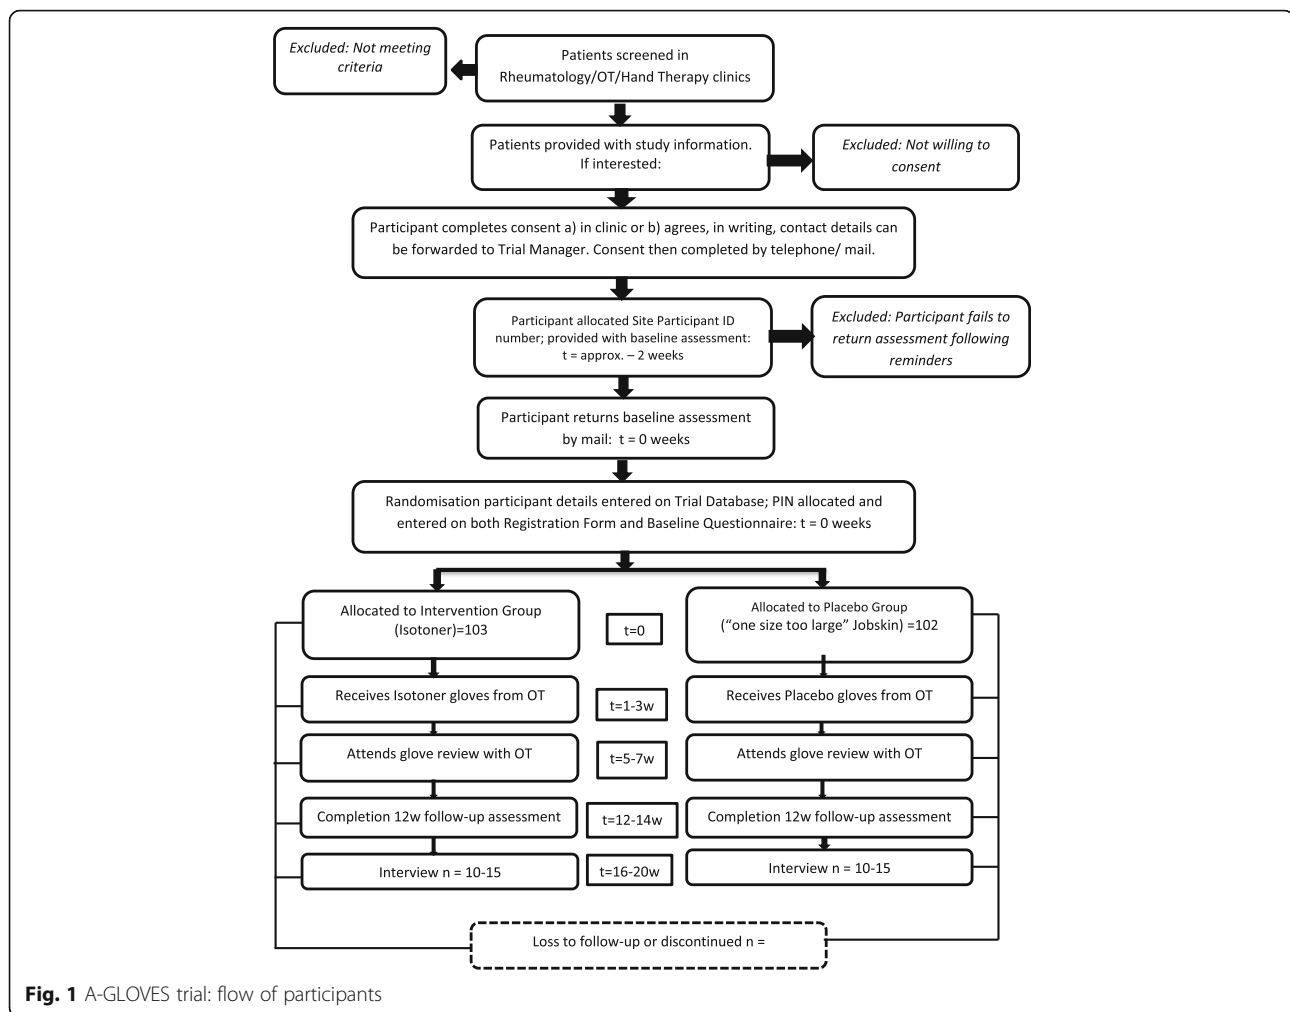 Excluded: Not meeting
criteria
Patients screened in
Rheumatology/OT/Hand Therapy clinics
Patients provided with study information.
If interested:
Excluded: Not willing to
consent
Participant completes consent a) in clinic or b) agrees, in writing, contact details can
be forwarded to Trial Manager. Consent then completed by telephone/ mail.
Participant allocated Site Participant ID
number; provided with baseline assessment:
t = approx. – 2 weeks
Excluded: Participant fails to
return assessment following
reminders
Participant returns baseline assessment
by mail: t = 0 weeks
Randomisation participant details entered on Trial Database; PIN allocated and
entered on both Registration Form and Baseline Questionnaire: t = 0 weeks
Allocated to Intervention Group
(Isotoner)=103
t=0
Allocated to Placebo Group
(“one size too large” Jobskin) =102
Receives Isotoner gloves from OT
t=1-3w
Receives Placebo gloves from OT
Attends glove review with OT
t=5-7w
Attends glove review with OT
Completion 12w follow-up assessment
t=12-14w
Completion 12w follow-up assessment
Interview n = 10-15
t=16-20w
Interview n = 10-15
Loss to follow-up or discontinued n =
Fig. 1 A-GLOVES trial: flow of participants